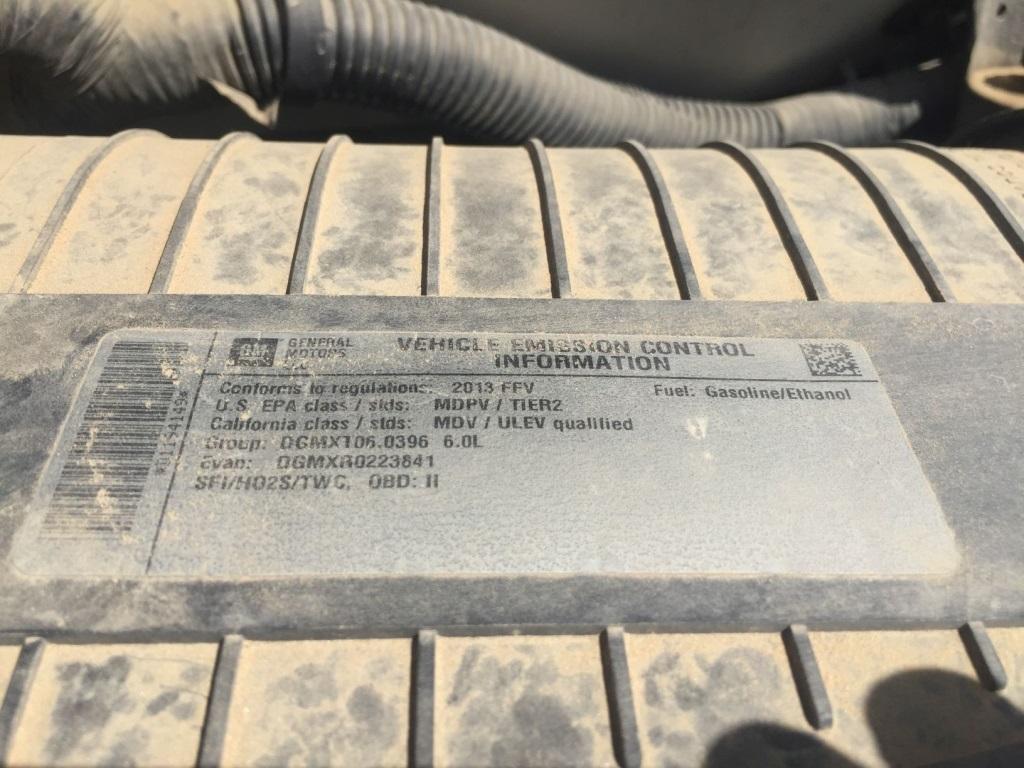 GM
GENERAL MOTORS
VEHICLE EMISSION CONTROL
INFORMATION
Conforms to regulations: 2013 FFV
Fuel: Gasoline/Ethanol
U.S. EPA class / stds: MDPV / TIER2
California class / stds: MDV / ULEV qualified
Group: DGMXT06.0396 6.0L
Evap: DGMXR0223841
SFI/HO2S/TWC, OBD: II